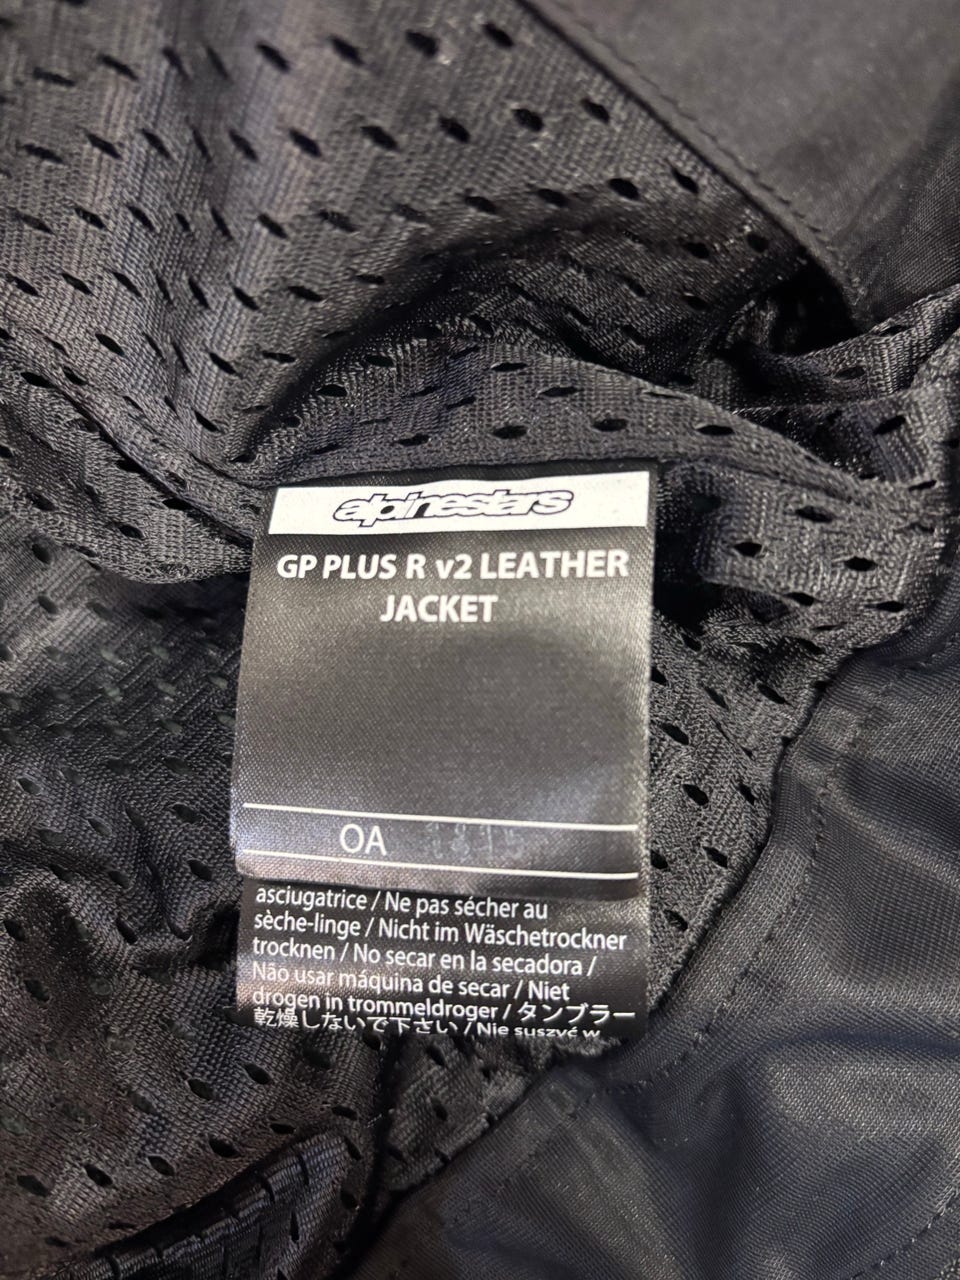 alpinestars
GP PLUS R v2 LEATHER
JACKET
OA
asciugatrice / Ne pas sécher au
sèche-linge / Nicht im Wäschetrockner
trocknen / No secar en la secadora /
Não usar máquina de secar / Niet
drogen in trommeldroger / タンブラー
乾燥しないで下さい / Nie suszyć w